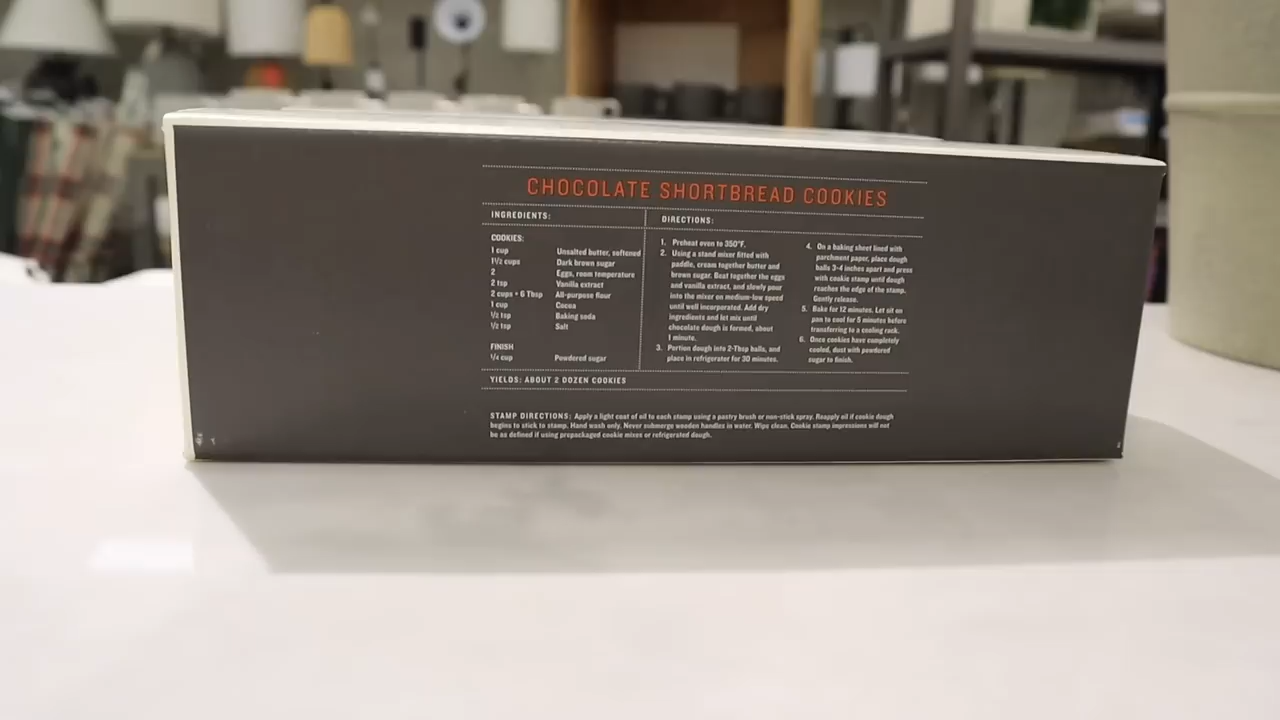 CHOCOLATE SHORTBREAD COOKIES
INGREDIENTS:
COOKIES:
1 cup Unsalted butter, softened
1½ cups Dark brown sugar
2 Eggs, room temperature
2 tsp Vanilla extract
2 cups + 6 Tbsp All-purpose flour
1 cup Cocoa
½ tsp Baking soda
½ tsp Salt
FINISH
¼ cup Powdered sugar
DIRECTIONS:
1. Preheat oven to 350°F.
2. Using a stand mixer fitted with
paddle, cream together butter and
brown sugar. Beat together the eggs
and vanilla extract, and slowly pour
into the mixer on medium-low speed
until well incorporated. Add dry
ingredients and let mix until
chocolate dough is formed, about
1 minute.
3. Portion dough into 2-Tbsp balls, and
place in refrigerator for 30 minutes.
4. On a baking sheet lined with
parchment paper, place dough
balls 3-4 inches apart and press
with cookie stamp until dough
reaches the edge of the stamp.
Gently release.
5. Bake for 12 minutes. Let sit on
pan to cool for 5 minutes before
transferring to a cooling rack.
6. Once cookies have completely
cooled, dust with powdered
sugar to finish.
YIELDS: ABOUT 2 DOZEN COOKIES
STAMP DIRECTIONS: Apply a light coat of oil to each stamp using a pastry brush or non-stick spray. Reapply oil if cookie dough
begins to stick to stamp. Hand wash only. Never submerge wooden handles in water. Wipe clean. Cookie stamp impressions will not
be as defined if using prepackaged cookie mixes or refrigerated dough.